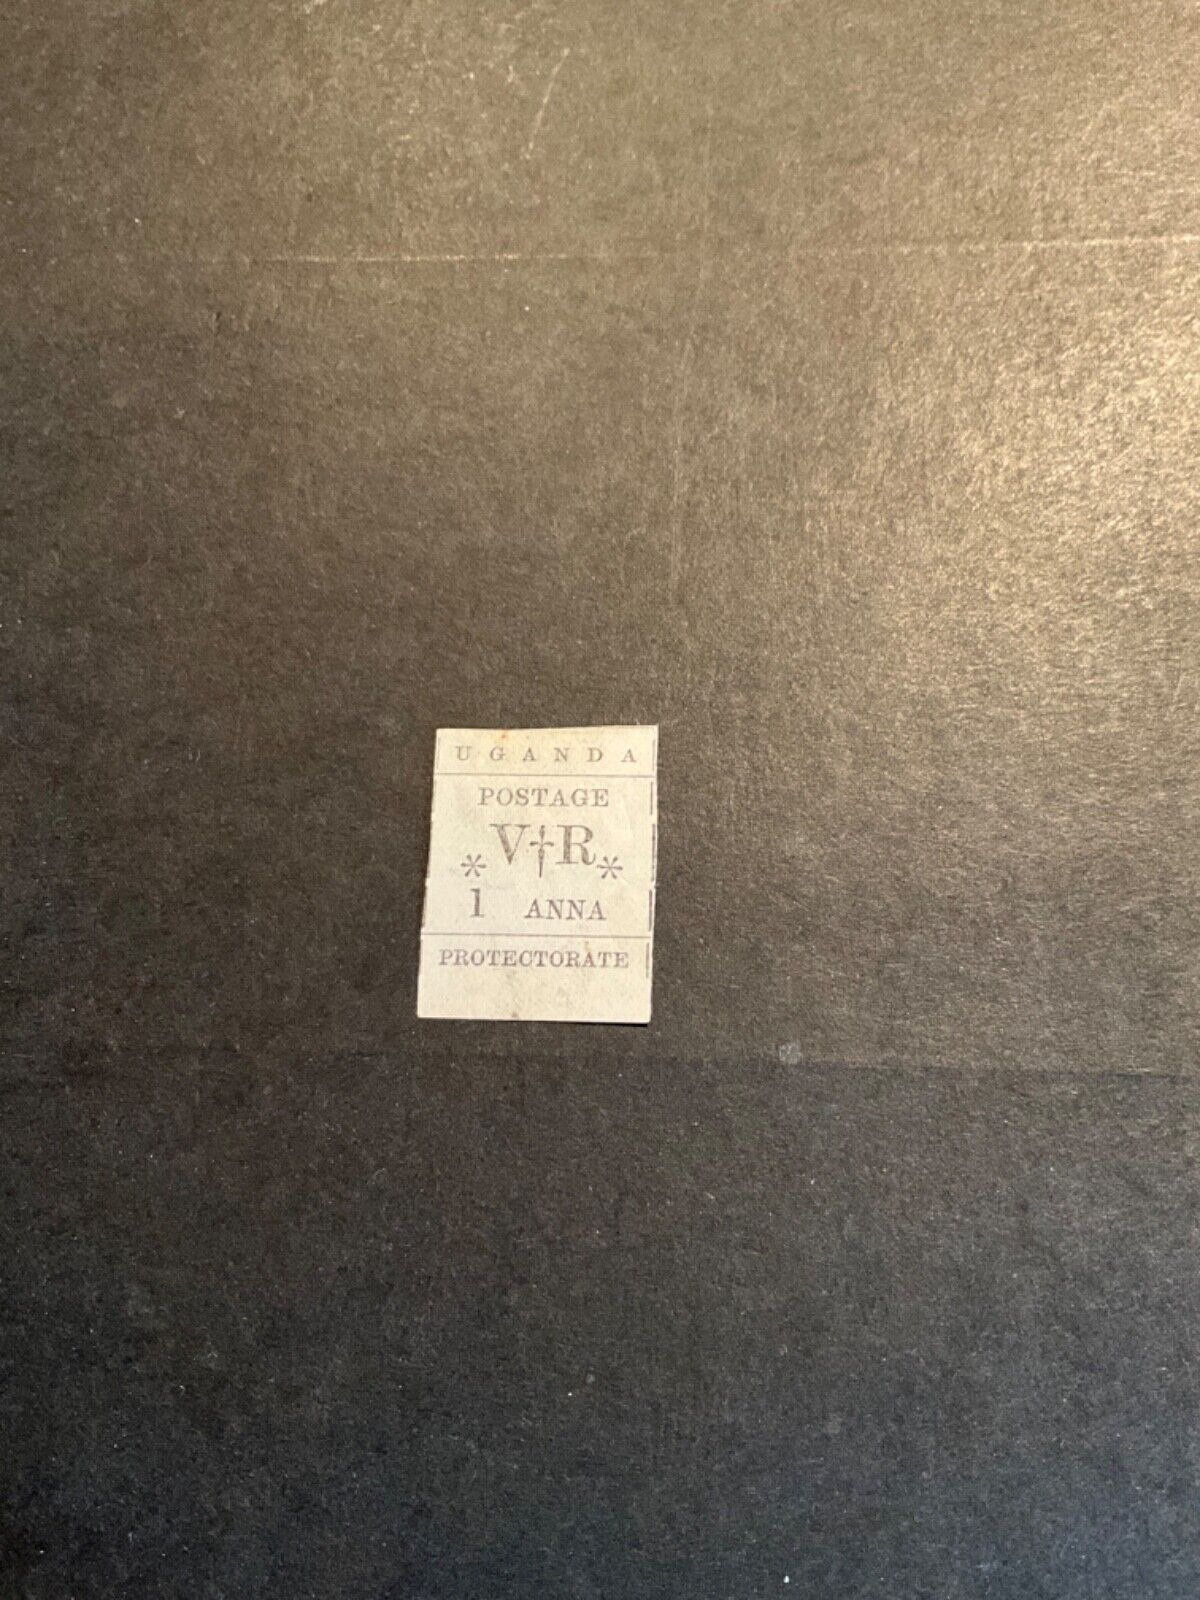 UGANDA
POSTAGE
* V†R *
1 ANNA
PROTECTORATE